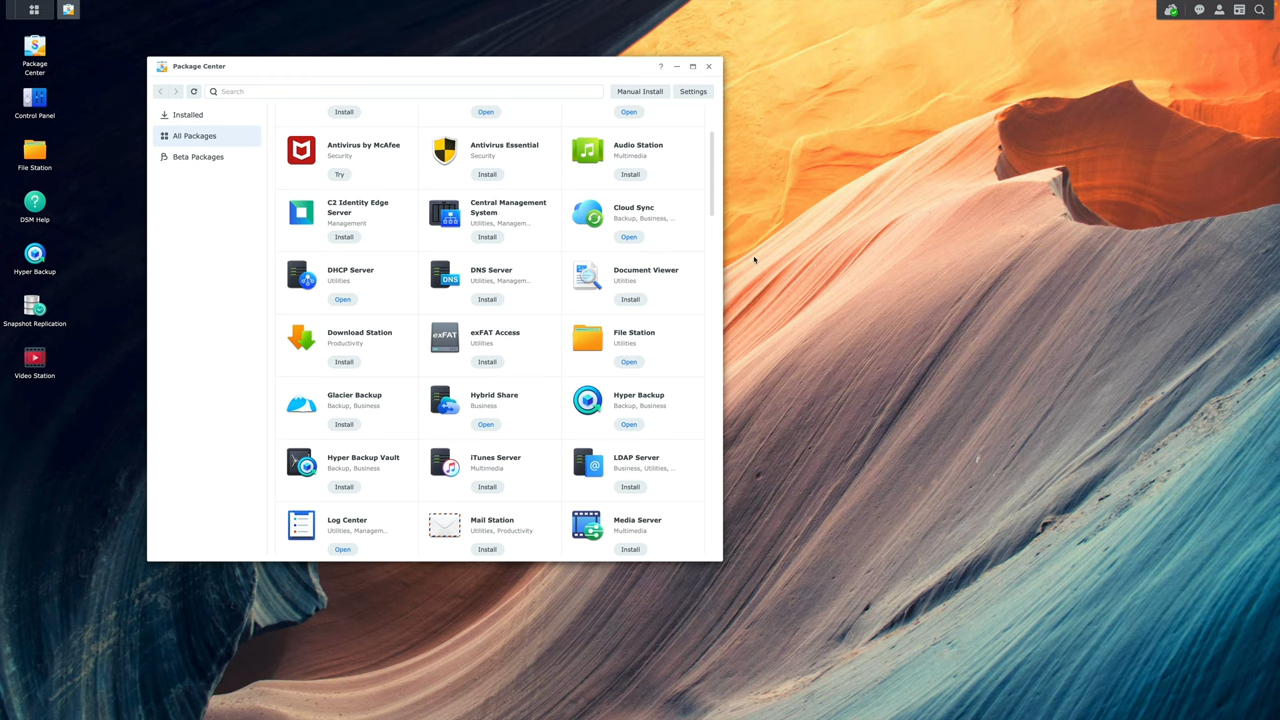 Package Center
?
Search
Manual Install
Settings
Package
Center
Control Panel
File Station
DSM Help
?
Hyper Backup
Snapshot Replication
Video Station
Installed
All Packages
Beta Packages
Install
Open
Open
Antivirus by McAfee
Security
Try
Antivirus Essential
Security
Install
Audio Station
Multimedia
Install
C2 Identity Edge
Server
Management
Install
Central Management
System
Utilities, Managem...
Install
Cloud Sync
Backup, Business, ...
Open
DHCP Server
Utilities
Open
DNS
DNS Server
Utilities, Managem...
Install
Document Viewer
Utilities
Install
Download Station
Productivity
Install
exFAT
exFAT Access
Utilities
Install
File Station
Utilities
Open
Glacier Backup
Backup, Business
Install
Hybrid Share
Business
Open
Hyper Backup
Backup, Business
Open
Hyper Backup Vault
Backup, Business
Install
iTunes Server
Multimedia
Install
@
LDAP Server
Business, Utilities, ...
Install
Log Center
Utilities, Managem...
Open
Mail Station
Utilities, Productivity
Install
Media Server
Multimedia
Install